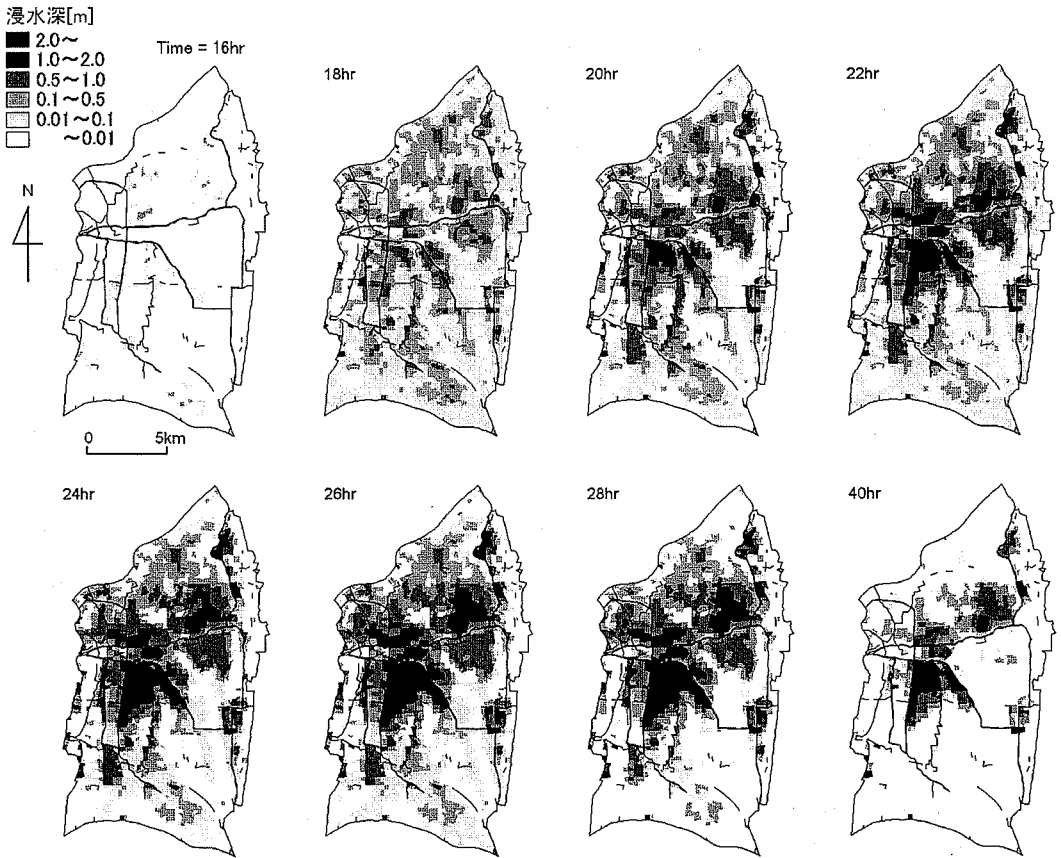 浸水深[m]
2.0～
1.0～2.0
0.5～1.0
0.1～0.5
0.01～0.1
～0.01
Time = 16hr
18hr
20hr
22hr
N
0 5km
24hr
26hr
28hr
40hr